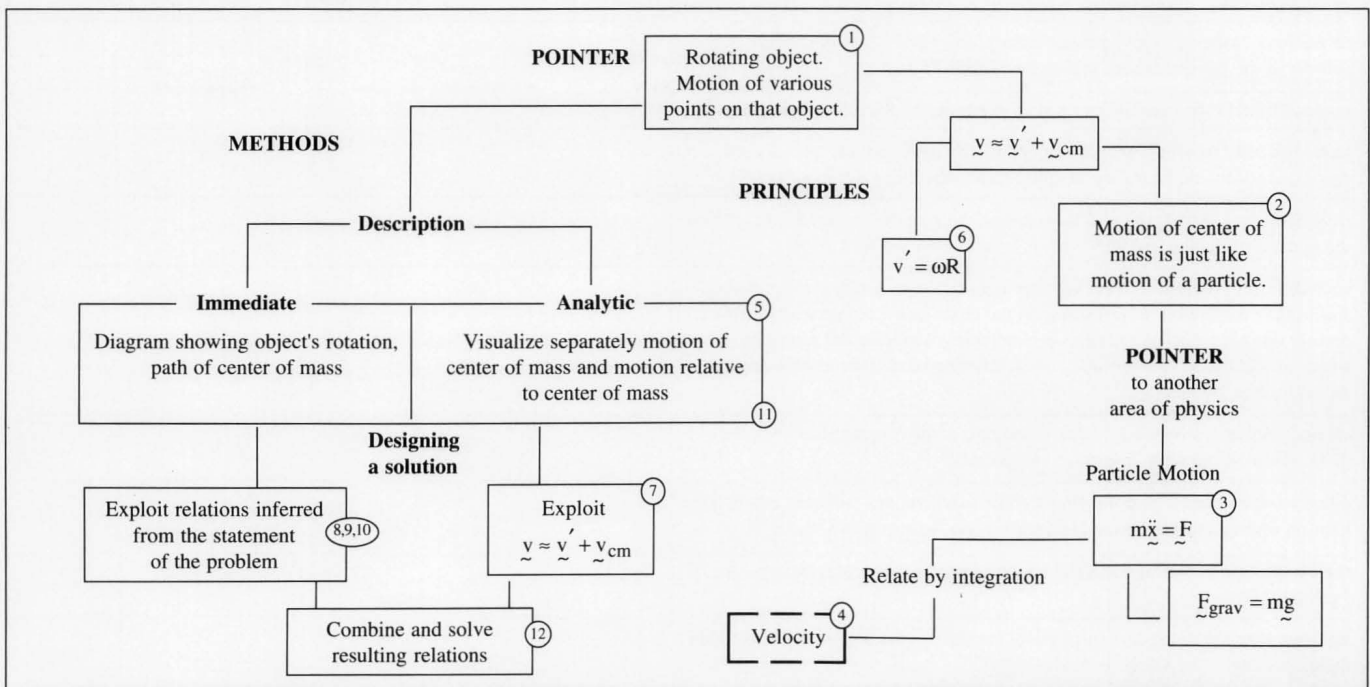 POINTER
1
Rotating object.
Motion of various
points on that object.
METHODS
v ≈ v′ + vcm
PRINCIPLES
Description
6
v′ = ωR
2
Motion of center of
mass is just like
motion of a particle.
Immediate
Diagram showing object's rotation,
path of center of mass
Analytic
5
Visualize separately motion of
center of mass and motion relative
to center of mass
11
POINTER
to another
area of physics
Designing
a solution
Exploit relations inferred
from the statement
of the problem
8,9,10
7
Exploit
v ≈ v′ + vcm
Particle Motion
3
mẍ = F
Relate by integration
Fgrav = mg
4
Velocity
Combine and solve
resulting relations
12